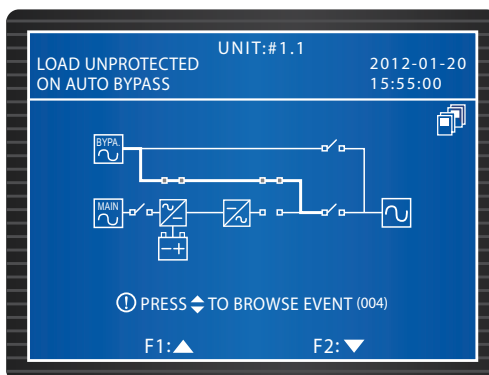 UNIT:#1.1
LOAD UNPROTECTED
ON AUTO BYPASS
2012-01-20
15:55:00
BYPA.
MAIN
PRESS TO BROWSE EVENT (004)
F1:
F2: